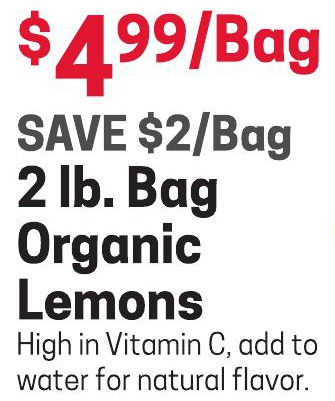 $4.99/Bag
SAVE $2/Bag
2 lb. Bag
Organic
Lemons
High in Vitamin C, add to
water for natural flavor.